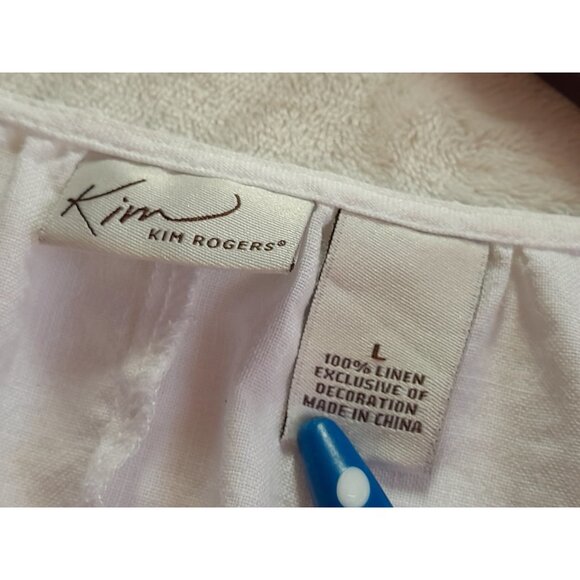 Kim
KIM ROGERS®
L
100% LINEN
EXCLUSIVE OF
DECORATION
MADE IN CHINA